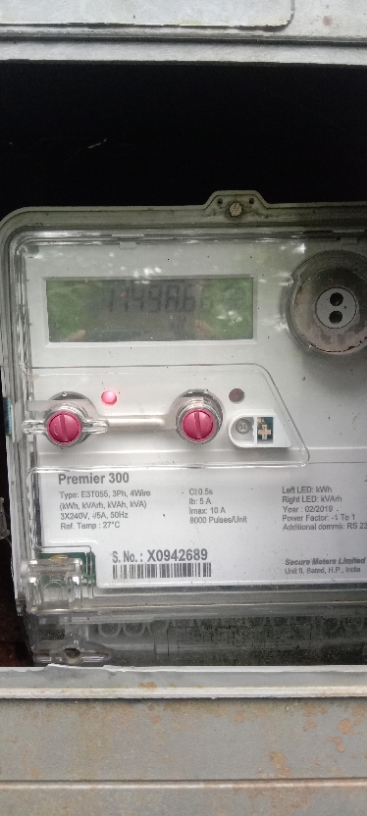 Premier 300
Type: E3T055, 3Ph, 4Wire
(kWh, kVArh, kVAh, kVA)
3X240V, -/5A, 50Hz
Ref. Temp : 27°C
Cl:0.5s
Ib: 5 A
Imax: 10 A
8000 Pulses/Unit
Left LED: kWh
Right LED: kVArh
Year : 02/2019
Power Factor: -1 To 1
Additional comms: RS 23
S. No. : X0942689
Secure Meters Limited
H.P., India